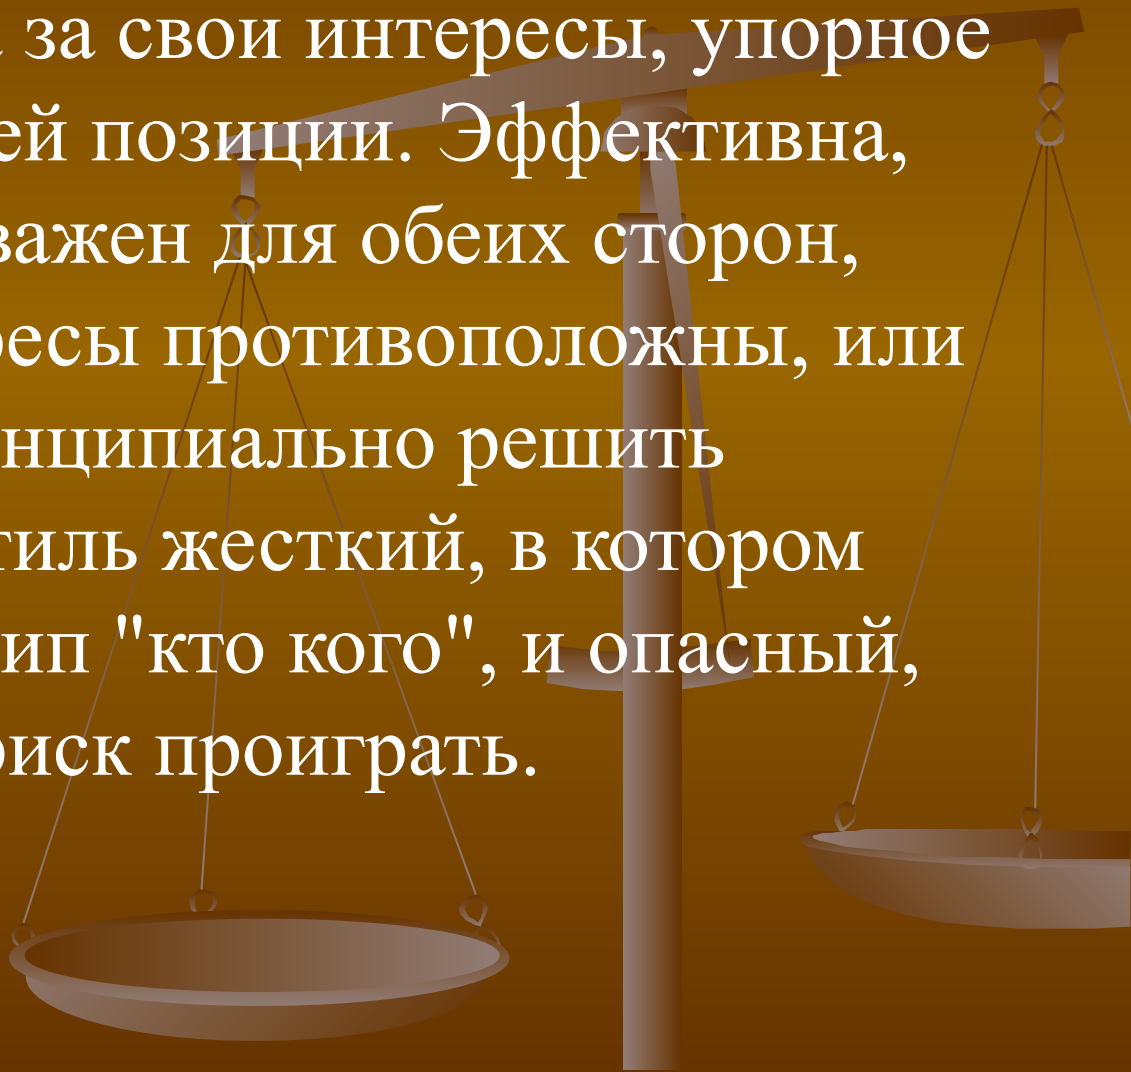 за свои интересы, упорное
ей позиции. Эффективна,
важен для обеих сторон,
ресы противоположны, или
нципиально решить
тиль жесткий, в котором
ип "кто кого", и опасный,
риск проиграть.